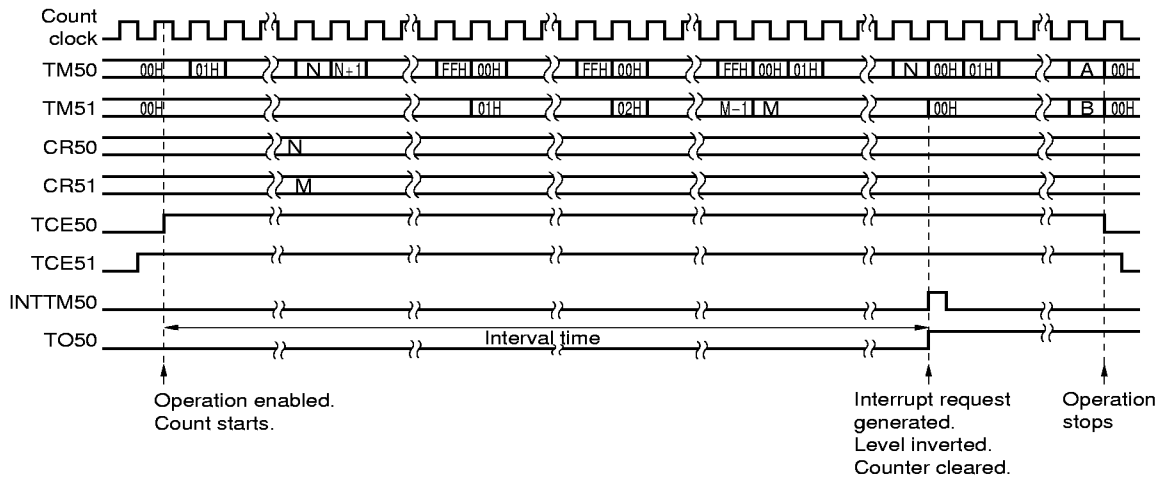 Count
clock
TM50 00H 01H N N+1 FFH 00H FFH 00H FFH 00H 01H N 00H 01H A 00H
TM51 00H 01H 02H M-1 M 00H B 00H
CR50 N
CR51 M
TCE50
TCE51
INTTM50
Interval time
TO50
Operation enabled.
Count starts.
Interrupt request
generated.
Level inverted.
Counter cleared.
Operation
stops